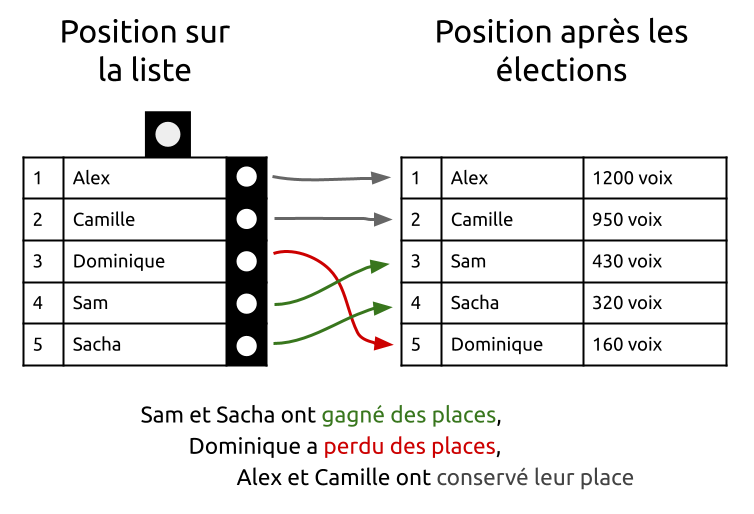 Position sur
la liste
Position après les
élections
1 Alex
2 Camille
3 Dominique
4 Sam
5 Sacha
1 Alex 1200 voix
2 Camille 950 voix
3 Sam 430 voix
4 Sacha 320 voix
5 Dominique 160 voix
Sam et Sacha ont gagné des places,
Dominique a perdu des places,
Alex et Camille ont conservé leur place